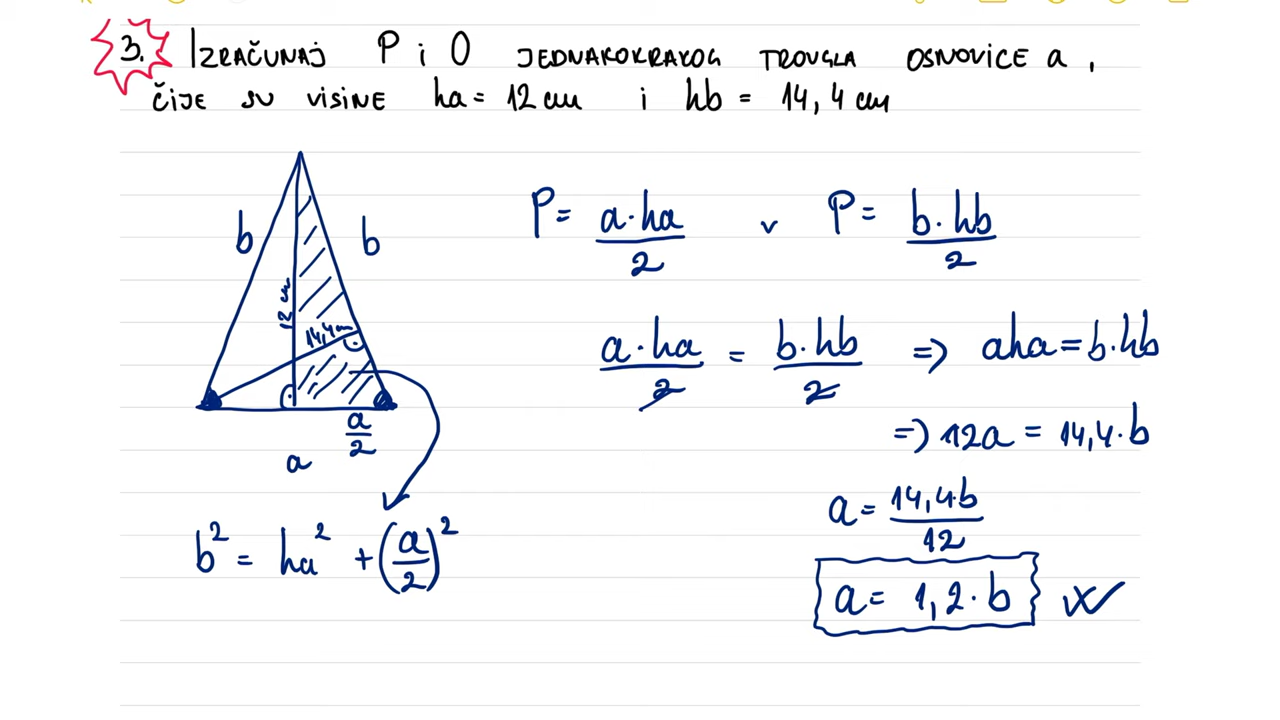 3. IZRAČUNAJ P i O JEDNAKOKRAKOG TROUGLA OSNOVICE a,
ČIJE SU VISINE ha = 12 cm i hb = 14,4 cm
b
b
12 cm
14,4 cm
a/2
a
b² = ha² + (a/2)²
P = a·ha/2 v P = b·hb/2
a·ha/2 = b·hb/2 => aha = b·hb
=> 12a = 14,4·b
a = 14,4·b/12
a = 1,2·b